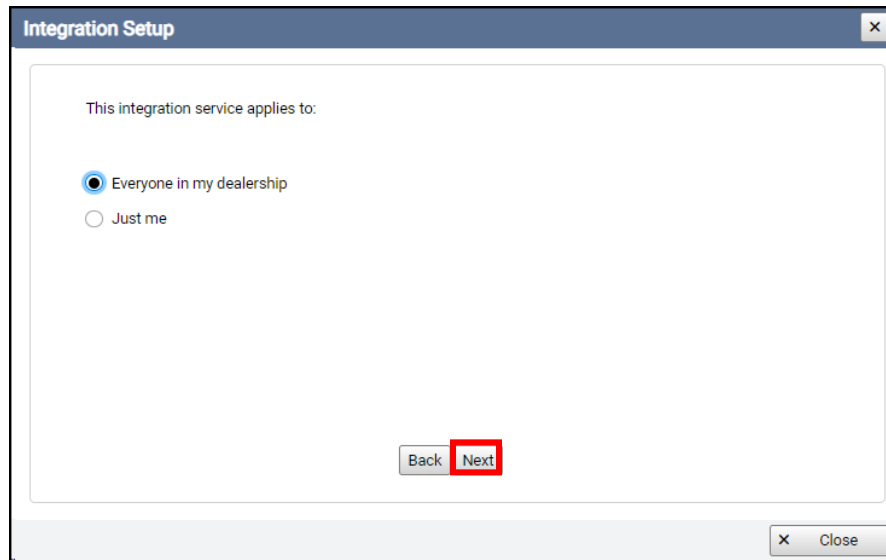 Integration Setup
This integration service applies to:
Everyone in my dealership
Just me
Back Next
Close